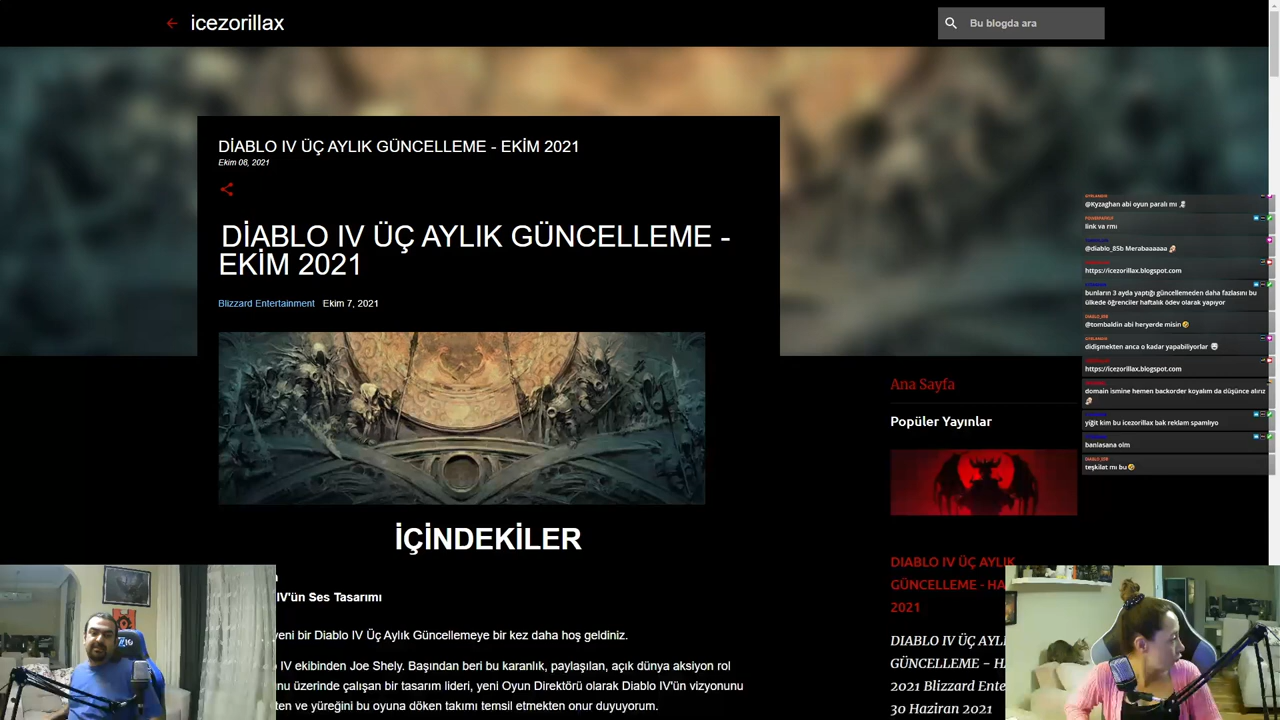 icezorillax
Bu blogda ara
DİABLO IV ÜÇ AYLIK GÜNCELLEME - EKİM 2021
Ekim 08, 2021
DİABLO IV ÜÇ AYLIK GÜNCELLEME -
EKİM 2021
Blizzard Entertainment Ekim 7, 2021
İÇİNDEKİLER
IV'ün Ses Tasarımı
yeni bir Diablo IV Üç Aylık Güncellemeye bir kez daha hoş geldiniz.
IV ekibinden Joe Shely. Başından beri bu karanlık, paylaşılan, açık dünya aksiyon rol
üzerinde çalışan bir tasarım lideri, yeni Oyun Direktörü olarak Diablo IV'ün vizyonunu
ve yüreğini bu oyuna döken takımı temsil etmekten onur duyuyorum.
Ana Sayfa
Popüler Yayınlar
DIABLO IV ÜÇ AYLIK
GÜNCELLEME - HA
2021
DIABLO IV ÜÇ AYLI
GÜNCELLEME - HA
2021 Blizzard Ente
30 Haziran 2021
@Kyzaghan abi oyun paralı mı
link va rmı
@diablo_85b Merabaaaaaa
https://icezorillax.blogspot.com
bunların 3 ayda yaptığı güncellemeden daha fazlasını bu
ülkede öğrenciler haftalık ödev olarak yapıyor
@tombaldin abi heryerde misin
didişmekten anca o kadar yapabiliyorlar
https://icezorillax.blogspot.com
domain ismine hemen backorder koyalım da düşünce alırız
yiğit kim bu icezorillax bak reklam spamlıyo
banlasana olm
DIABLO_85B
teşkilat mı bu